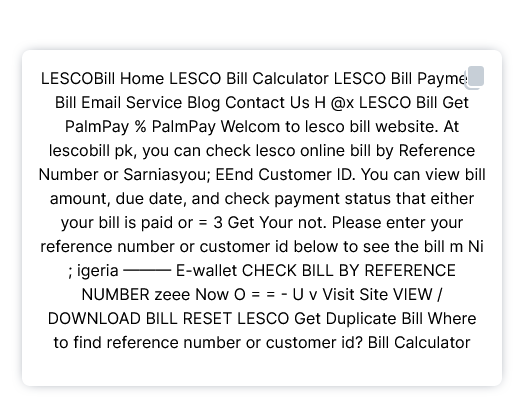 LESCOBill Home LESCO Bill Calculator LESCO Bill Payme
Bill Email Service Blog Contact Us H @x LESCO Bill Get
PalmPay % PalmPay Welcom to lesco bill website. At
lescobill pk, you can check lesco online bill by Reference
Number or Sarniasyou; EEnd Customer ID. You can view bill
amount, due date, and check payment status that either
your bill is paid or = 3 Get Your not. Please enter your
reference number or customer id below to see the bill m Ni
; igeria ——— E-wallet CHECK BILL BY REFERENCE
NUMBER zeee Now O = = - U v Visit Site VIEW /
DOWNLOAD BILL RESET LESCO Get Duplicate Bill Where
to find reference number or customer id? Bill Calculator